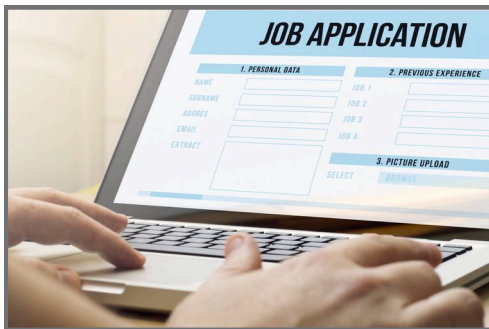 JOB APPLICATION
1. PERSONAL DATA
NAME
SURNAME
ADDRES
EMAIL
EXTRACT
2. PREVIOUS EXPERIENCE
JOB 1
JOB 2
JOB 3
JOB 4
3. PICTURE UPLOAD
SELECT BROWSE